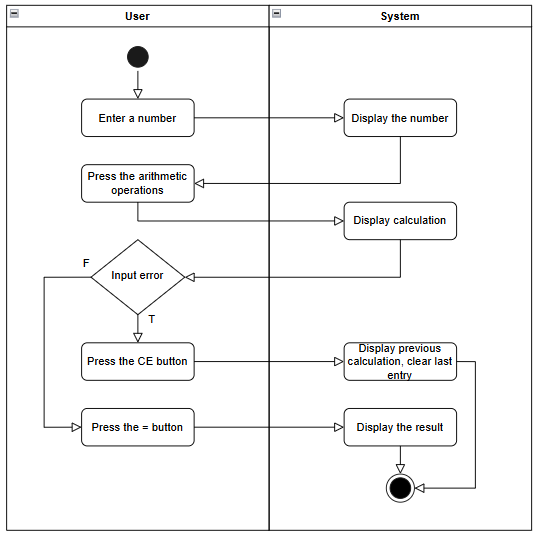 User
System
Enter a number
Display the number
Press the arithmetic
operations
Display calculation
F
Input error
T
Press the CE button
Display previous
calculation, clear last
entry
Press the = button
Display the result